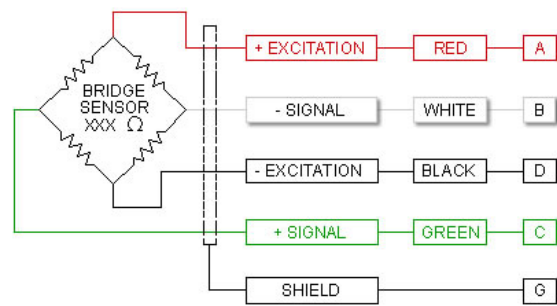 + EXCITATION RED A
BRIDGE
SENSOR
XXX Ω
- SIGNAL WHITE B
- EXCITATION BLACK D
+ SIGNAL GREEN C
SHIELD G